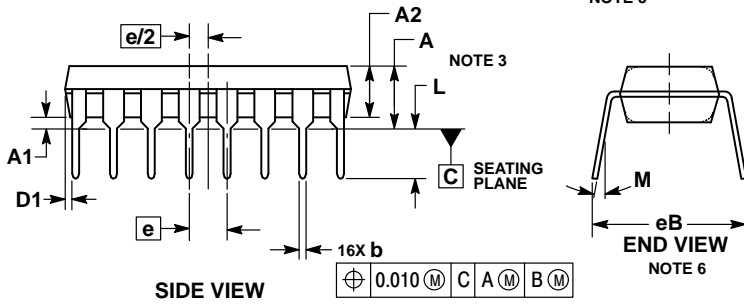 NOTE 3
A2
e/2
A
NOTE 3
L
A1
M
C SEATING PLANE
D1
e
eB
16X b
END VIEW
NOTE 6
⌖ 0.010 Ⓜ C A Ⓜ B Ⓜ
SIDE VIEW